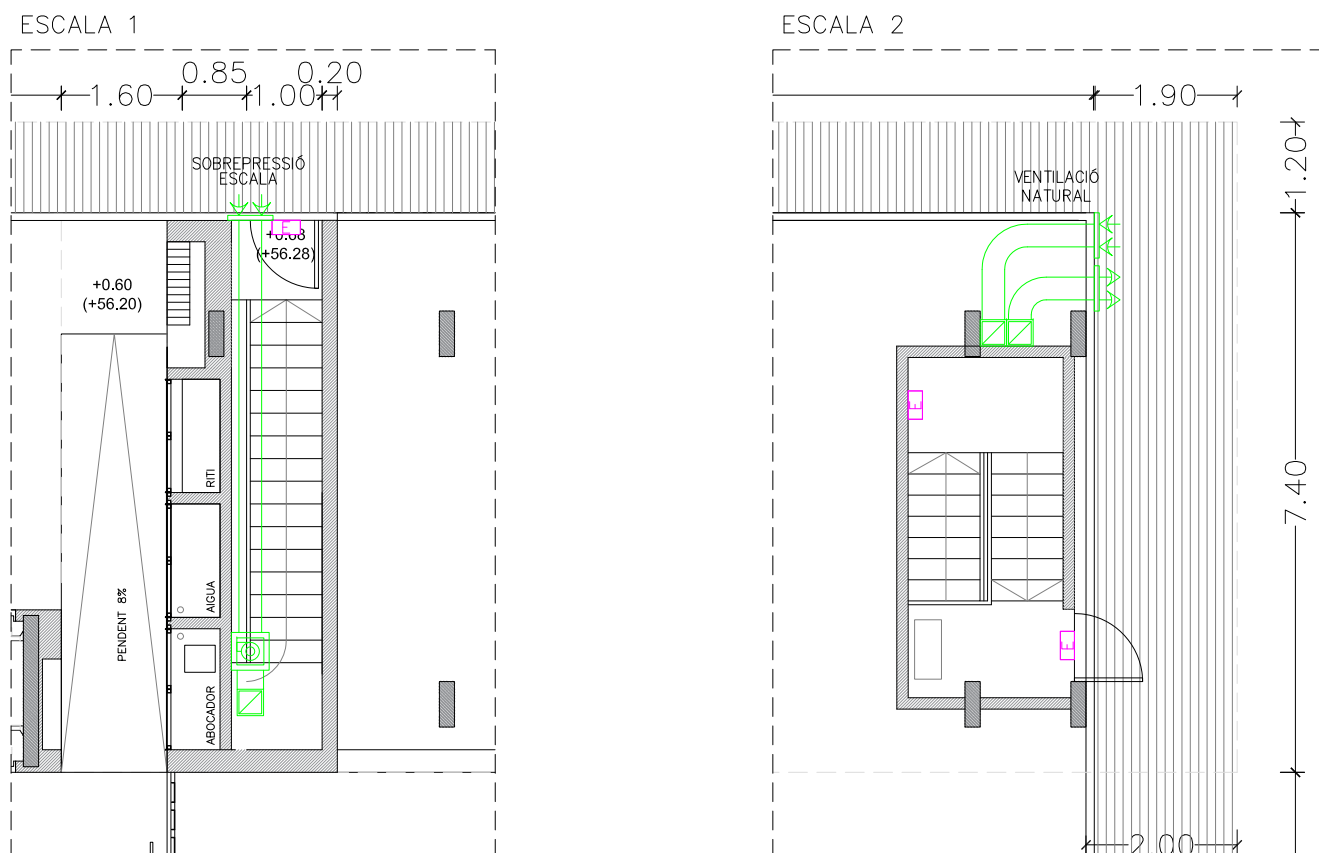 ESCALA 1
ESCALA 2
0.85
0.20
1.60
1.00
1.90
1.20
SOBREPRESSIÓ
ESCALA
VENTILACIÓ
NATURAL
E
(+56.28)
+0.60
(+56.20)
E
RITI
7.40
AIGUA
PENDENT 8%
E
ABOCADOR
2.00